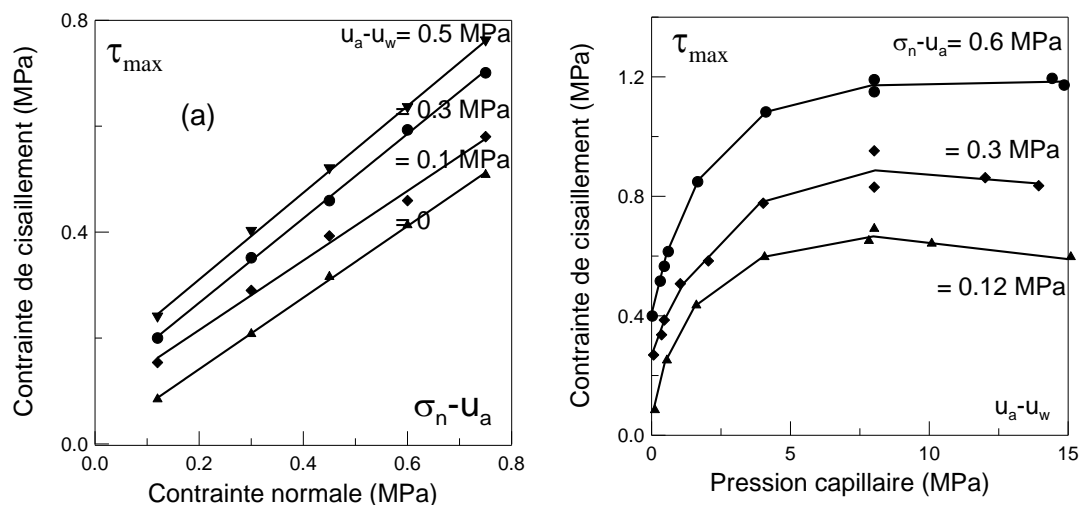 Contrainte de cisaillement (MPa)
0.8
0.4
0.0
τmax
ua-uw= 0.5 MPa
(a)
= 0.3 MPa
= 0.1 MPa
= 0
σn-ua
0.0 0.2 0.4 0.6 0.8
Contrainte normale (MPa)
Contrainte de cisaillement (MPa)
1.2
0.8
0.4
0.0
τmax
σn-ua= 0.6 MPa
= 0.3 MPa
= 0.12 MPa
ua-uw
0 5 10 15
Pression capillaire (MPa)